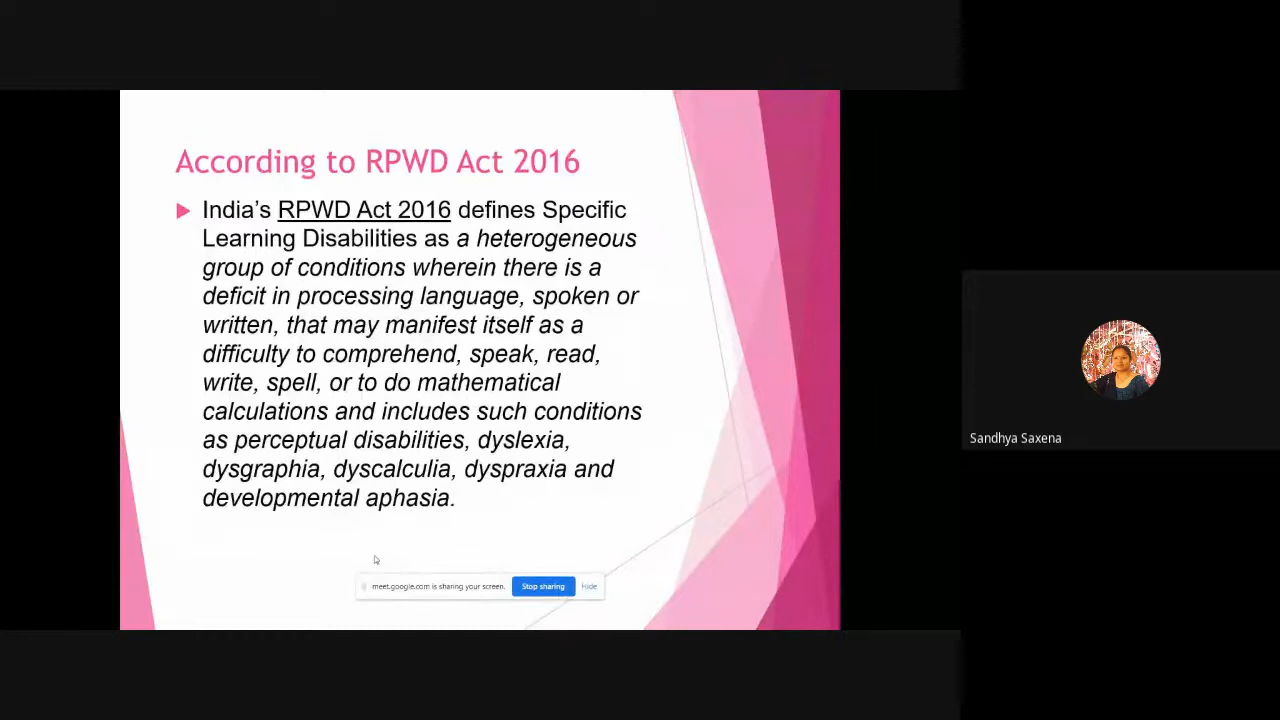 According to RPWD Act 2016
India’s RPWD Act 2016 defines Specific
Learning Disabilities as a heterogeneous
group of conditions wherein there is a
deficit in processing language, spoken or
written, that may manifest itself as a
difficulty to comprehend, speak, read,
write, spell, or to do mathematical
calculations and includes such conditions
as perceptual disabilities, dyslexia,
dysgraphia, dyscalculia, dyspraxia and
developmental aphasia.
meet.google.com is sharing your screen. Stop sharing Hide
Sandhya Saxena